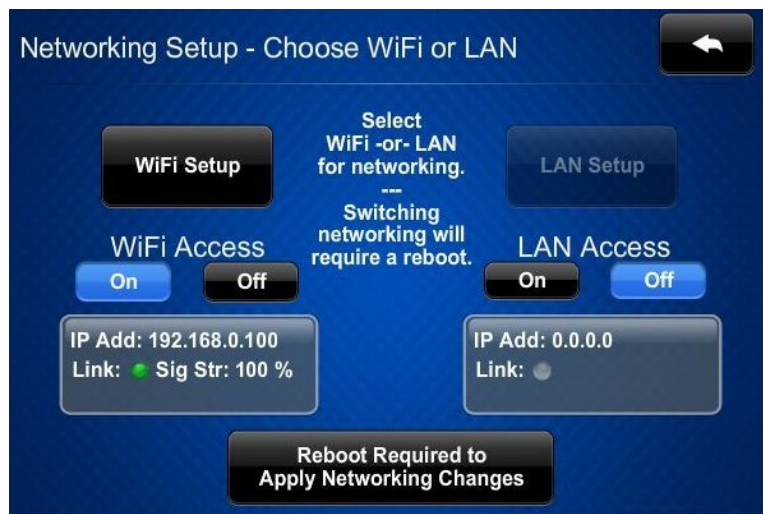 Networking Setup - Choose WiFi or LAN
Select
WiFi -or- LAN
for networking.
---
Switching
networking will
require a reboot.
WiFi Setup
LAN Setup
WiFi Access
On
Off
LAN Access
On
Off
IP Add: 192.168.0.100
Link: Sig Str: 100 %
IP Add: 0.0.0.0
Link:
Reboot Required to
Apply Networking Changes